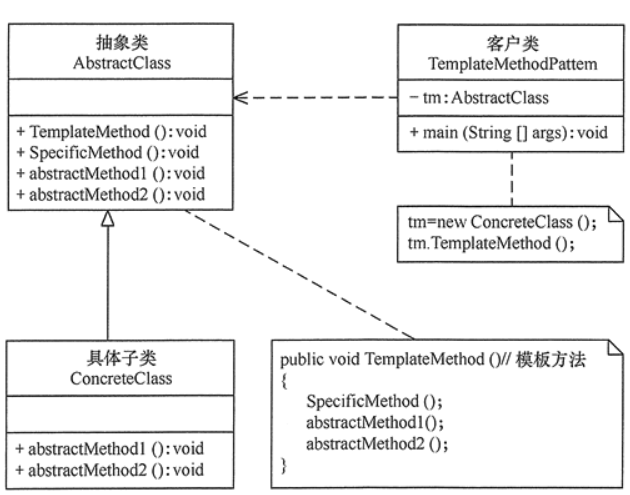 抽象类
AbstractClass
+ TemplateMethod ():void
+ SpecificMethod ():void
+ abstractMethod1 ():void
+ abstractMethod2 ():void
客户类
TemplateMethodPattem
- tm:AbstractClass
+ main (String [] args):void
tm=new ConcreteClass ();
tm.TemplateMethod ();
具体子类
ConcreteClass
+ abstractMethod1 ():void
+ abstractMethod2 ():void
public void TemplateMethod ()// 模板方法
{
SpecificMethod ();
abstractMethod1();
abstractMethod2 ();
}